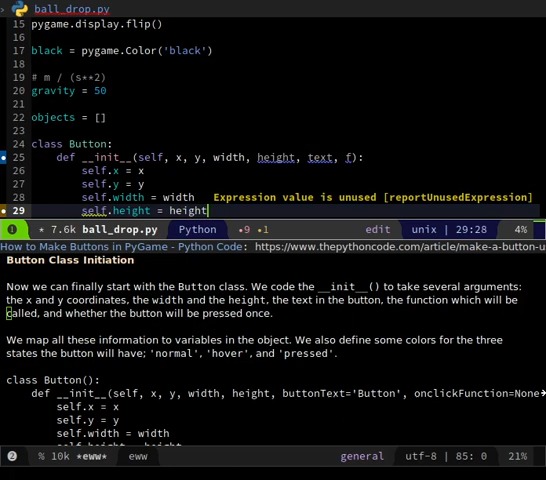 ball_drop.py
15 pygame.display.flip()
16
17 black = pygame.Color('black')
18
19 # m / (s**2)
20 gravity = 50
21
22 objects = []
23
24 class Button:
25     def __init__(self, x, y, width, height, text, f):
26         self.x = x
27         self.y = y
28         self.width = width   Expression value is unused [reportUnusedExpression]
29         self.height = height
* 7.6k ball_drop.py   Python   •9 •1   edit   unix | 29:28   4%
How to Make Buttons in PyGame - Python Code:   https://www.thepythoncode.com/article/make-a-button-u
Button Class Initiation
Now we can finally start with the Button class. We code the __init__() to take several arguments:
the x and y coordinates, the width and the height, the text in the button, the function which will be
called, and whether the button will be pressed once.
We map all these information to variables in the object. We also define some colors for the three
states the button will have; 'normal', 'hover', and 'pressed'.
class Button():
    def __init__(self, x, y, width, height, buttonText='Button', onclickFunction=None
        self.x = x
        self.y = y
        self.width = width
        self.height = height
2   % 10k *eww*   eww   general   utf-8 | 85: 0   21%